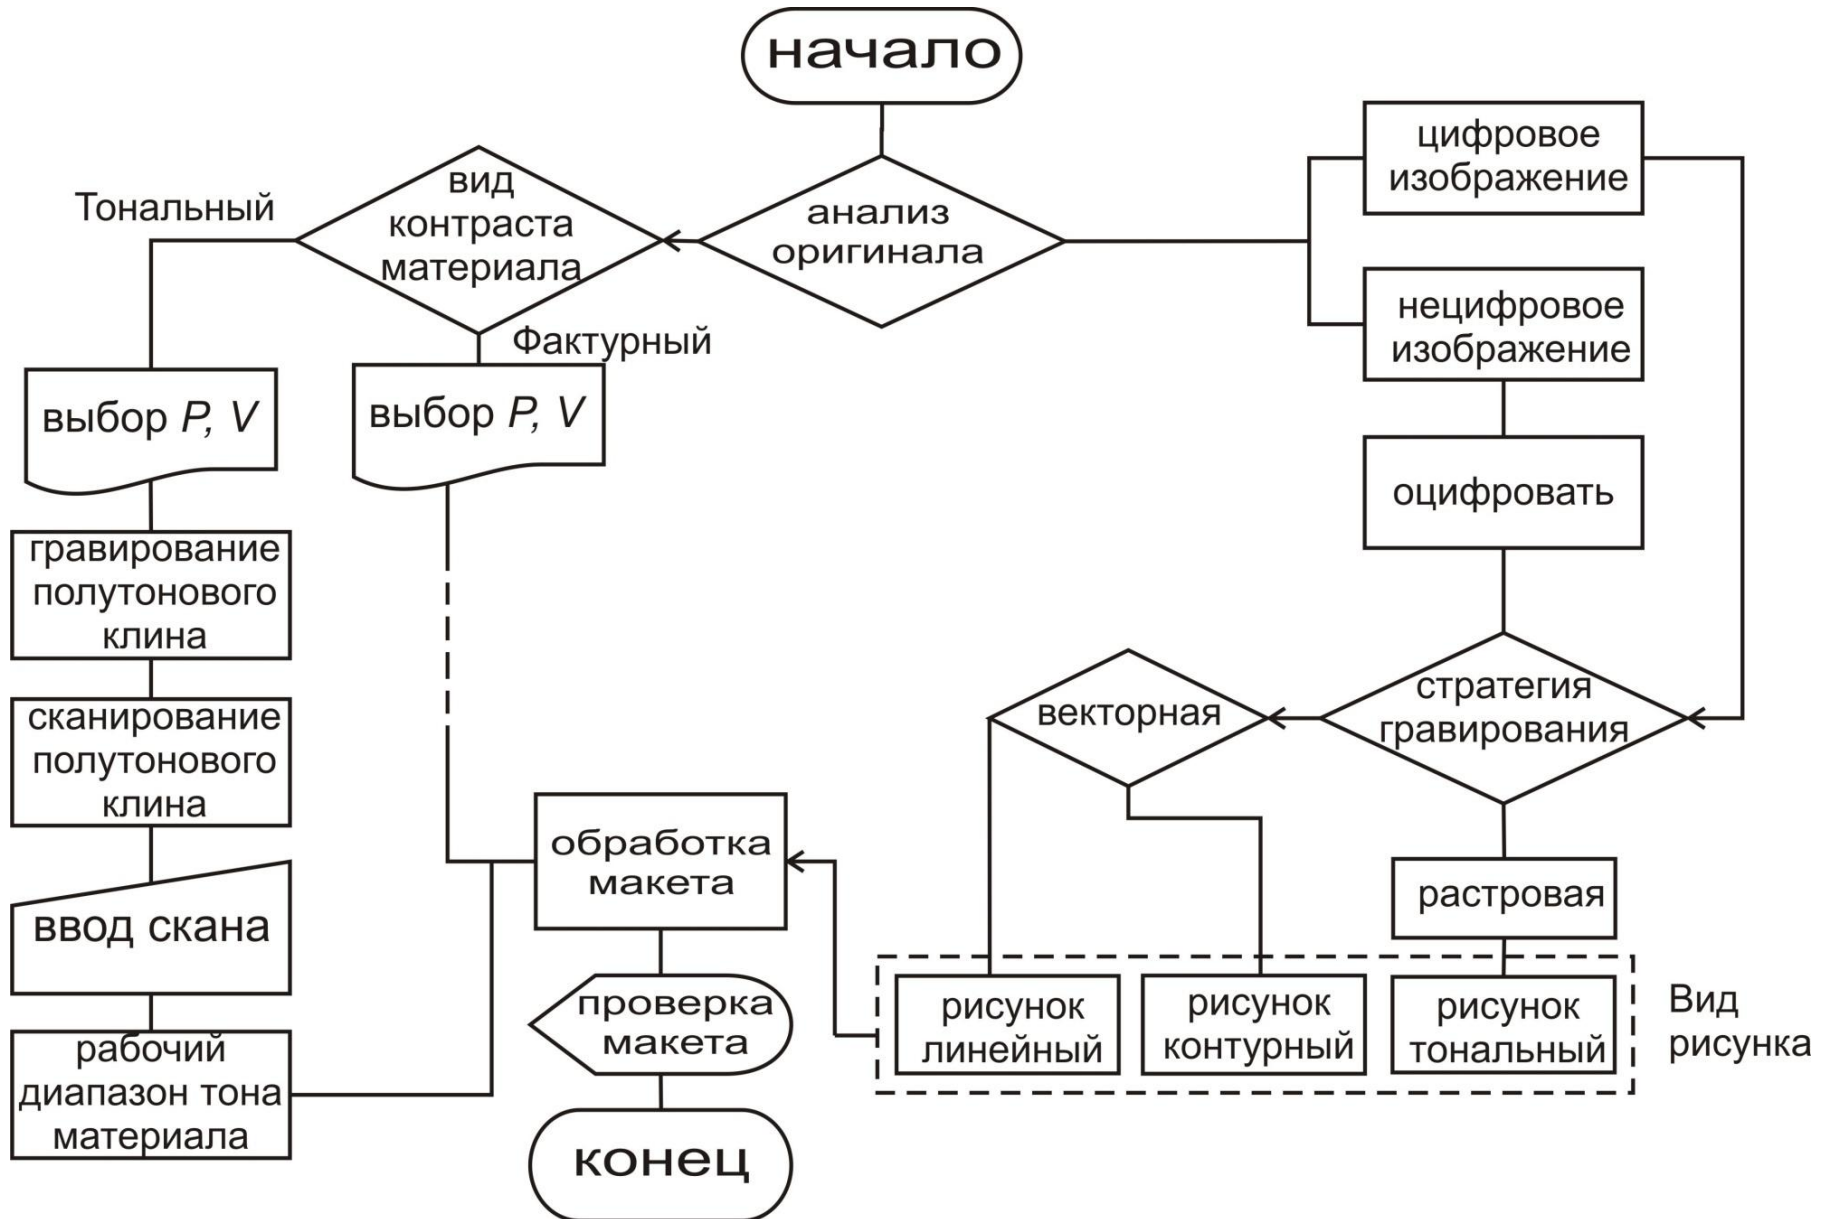 начало
анализ
оригинала
вид
контраста
материала
Тональный
Фактурный
выбор P, V
гравирование
полутонового
клина
сканирование
полутонового
клина
ввод скана
рабочий
диапазон тона
материала
выбор P, V
цифровое
изображение
нецифровое
изображение
оцифровать
стратегия
гравирования
векторная
растровая
рисунок
линейный
рисунок
контурный
рисунок
тональный
Вид
рисунка
обработка
макета
проверка
макета
конец